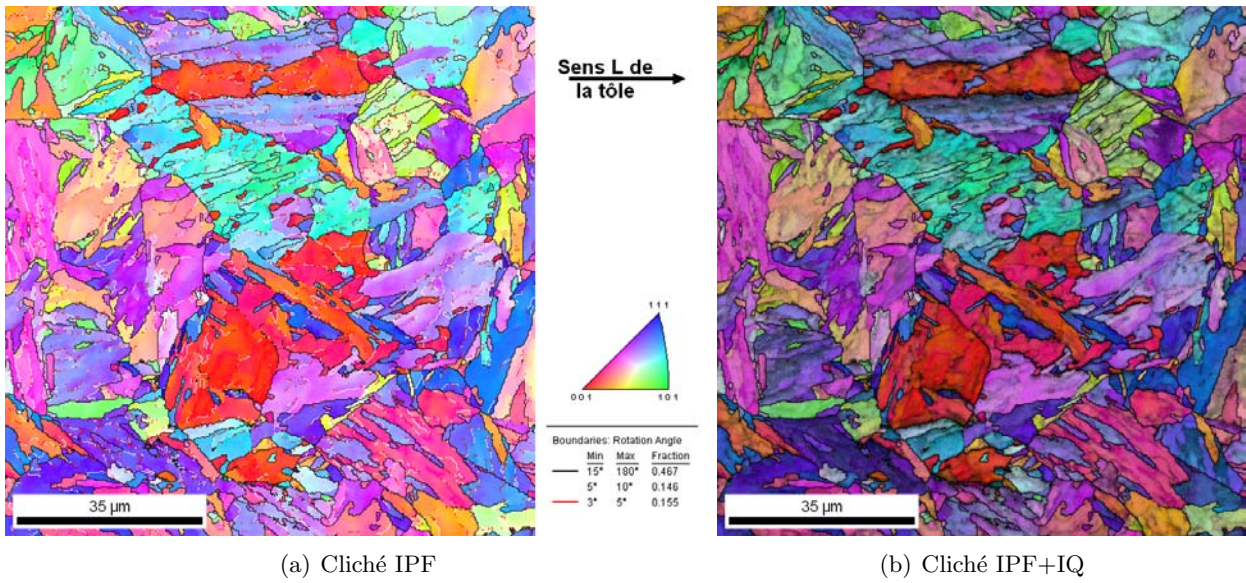 Sens L de
la tôle
111
001
101
Boundaries: Rotation Angle
Min Max Fraction
15° 180° 0.467
5° 10° 0.146
3° 5° 0.155
35 µm
35 µm
(a) Cliché IPF
(b) Cliché IPF+IQ